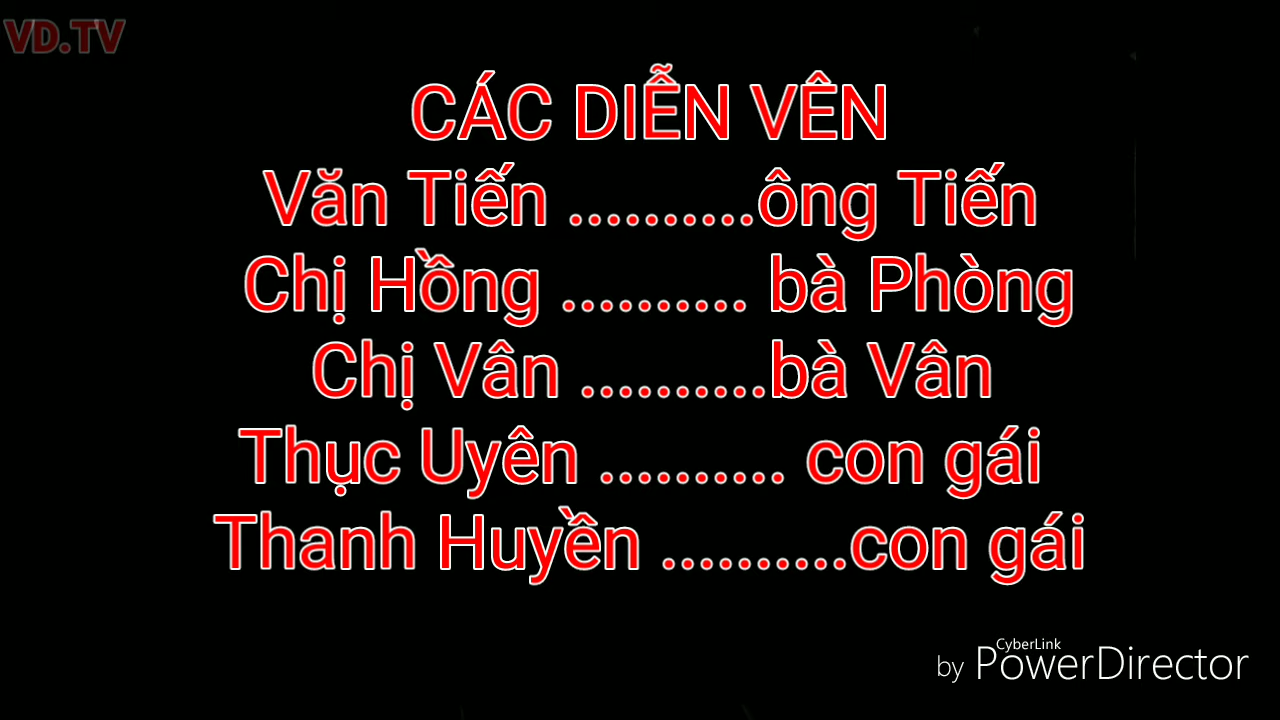 VD.TV
CÁC DIỄN VÊN
Văn Tiến ..........ông Tiến
Chị Hồng .......... bà Phòng
Chị Vân ..........bà Vân
Thục Uyên .......... con gái
Thanh Huyền ..........con gái
CyberLink
by PowerDirector